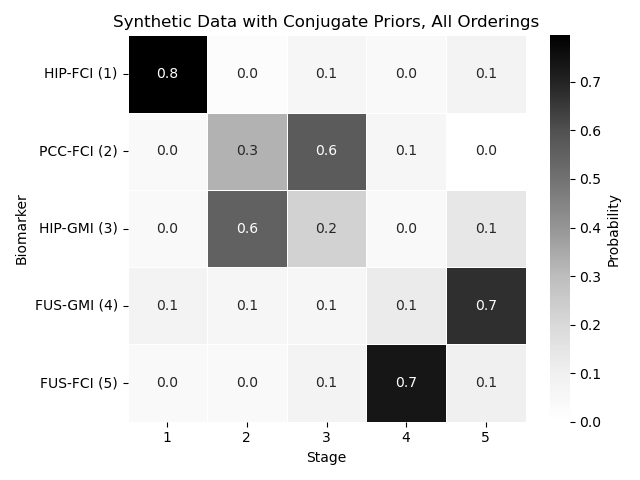 Synthetic Data with Conjugate Priors, All Orderings
HIP-FCI (1) 0.8 0.0 0.1 0.0 0.1
PCC-FCI (2) 0.0 0.3 0.6 0.1 0.0
HIP-GMI (3) 0.0 0.6 0.2 0.0 0.1
FUS-GMI (4) 0.1 0.1 0.1 0.1 0.7
FUS-FCI (5) 0.0 0.0 0.1 0.7 0.1
1 2 3 4 5
Stage
Biomarker
0.7
0.6
0.5
0.4
0.3
0.2
0.1
0.0
Probability